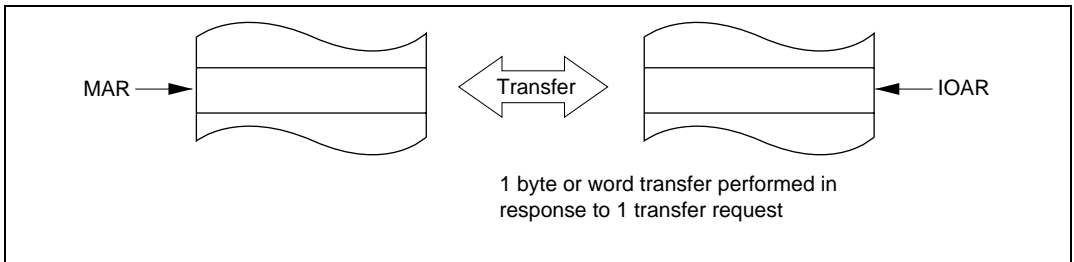 MAR
Transfer
IOAR
1 byte or word transfer performed in
response to 1 transfer request